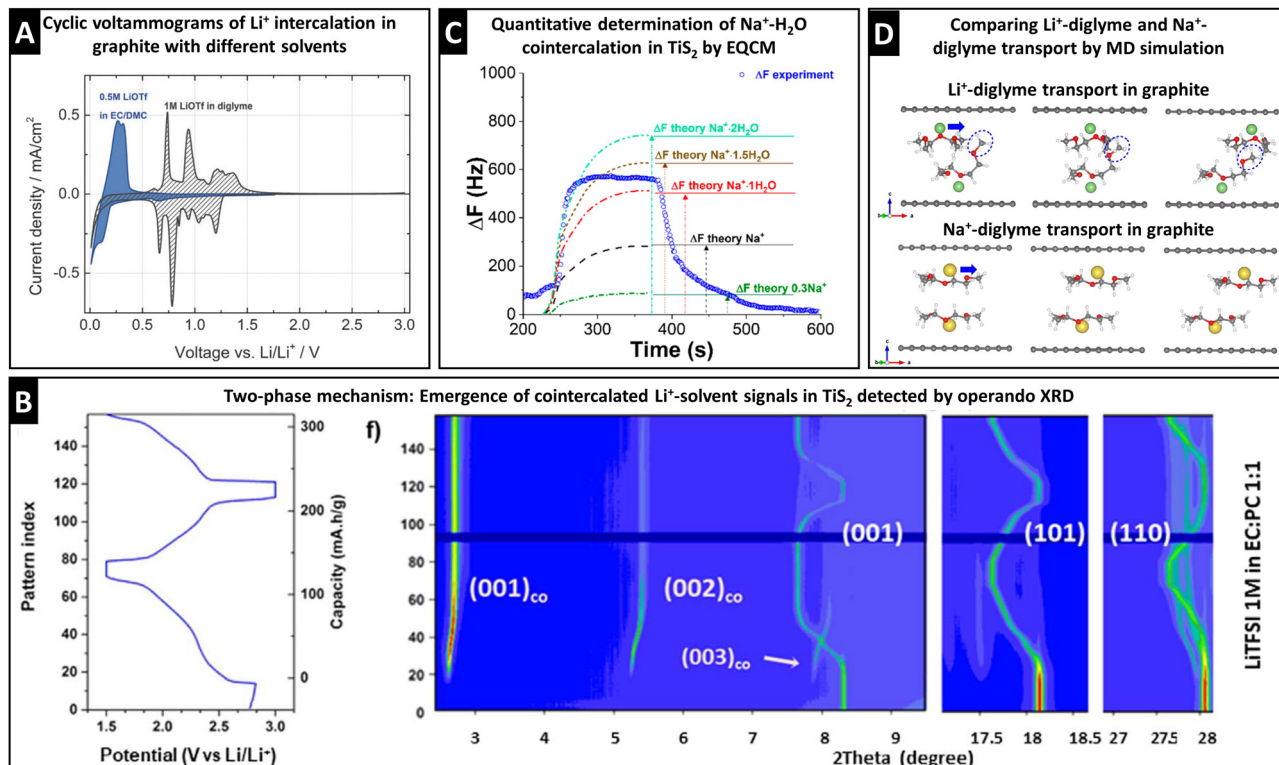 A
Cyclic voltammograms of Li⁺ intercalation in
graphite with different solvents
0.5M LiOTf
in EC/DMC
1M LiOTf in diglyme
Current density / mA/cm²
0.5
0.0
-0.5
0.0 0.5 1.0 1.5 2.0 2.5 3.0
Voltage vs. Li/Li⁺ / V
C
Quantitative determination of Na⁺-H₂O
cointercalation in TiS₂ by EQCM
ΔF experiment
ΔF theory Na⁺·2H₂O
ΔF theory Na⁺·1.5H₂O
ΔF theory Na⁺·1H₂O
ΔF theory Na⁺
ΔF theory 0.3Na⁺
ΔF (Hz)
1000
800
600
400
200
0
200 300 400 500 600
Time (s)
D
Comparing Li⁺-diglyme and Na⁺-
diglyme transport by MD simulation
Li⁺-diglyme transport in graphite
c
b a
Na⁺-diglyme transport in graphite
c
b a
B
Two-phase mechanism: Emergence of cointercalated Li⁺-solvent signals in TiS₂ detected by operando XRD
Pattern index
140
120
100
80
60
40
20
0
Capacity (mA.h/g)
300
200
100
0
1.5 2.0 2.5 3.0
Potential (V vs Li/Li⁺)
f)
140
120
100
80
60
40
20
0
(001)co
(002)co
(003)co
(001)
(101)
(110)
3 4 5 6 7 8 9
17.5 18 18.5
27 27.5 28
2Theta (degree)
LiTFSI 1M in EC:PC 1:1